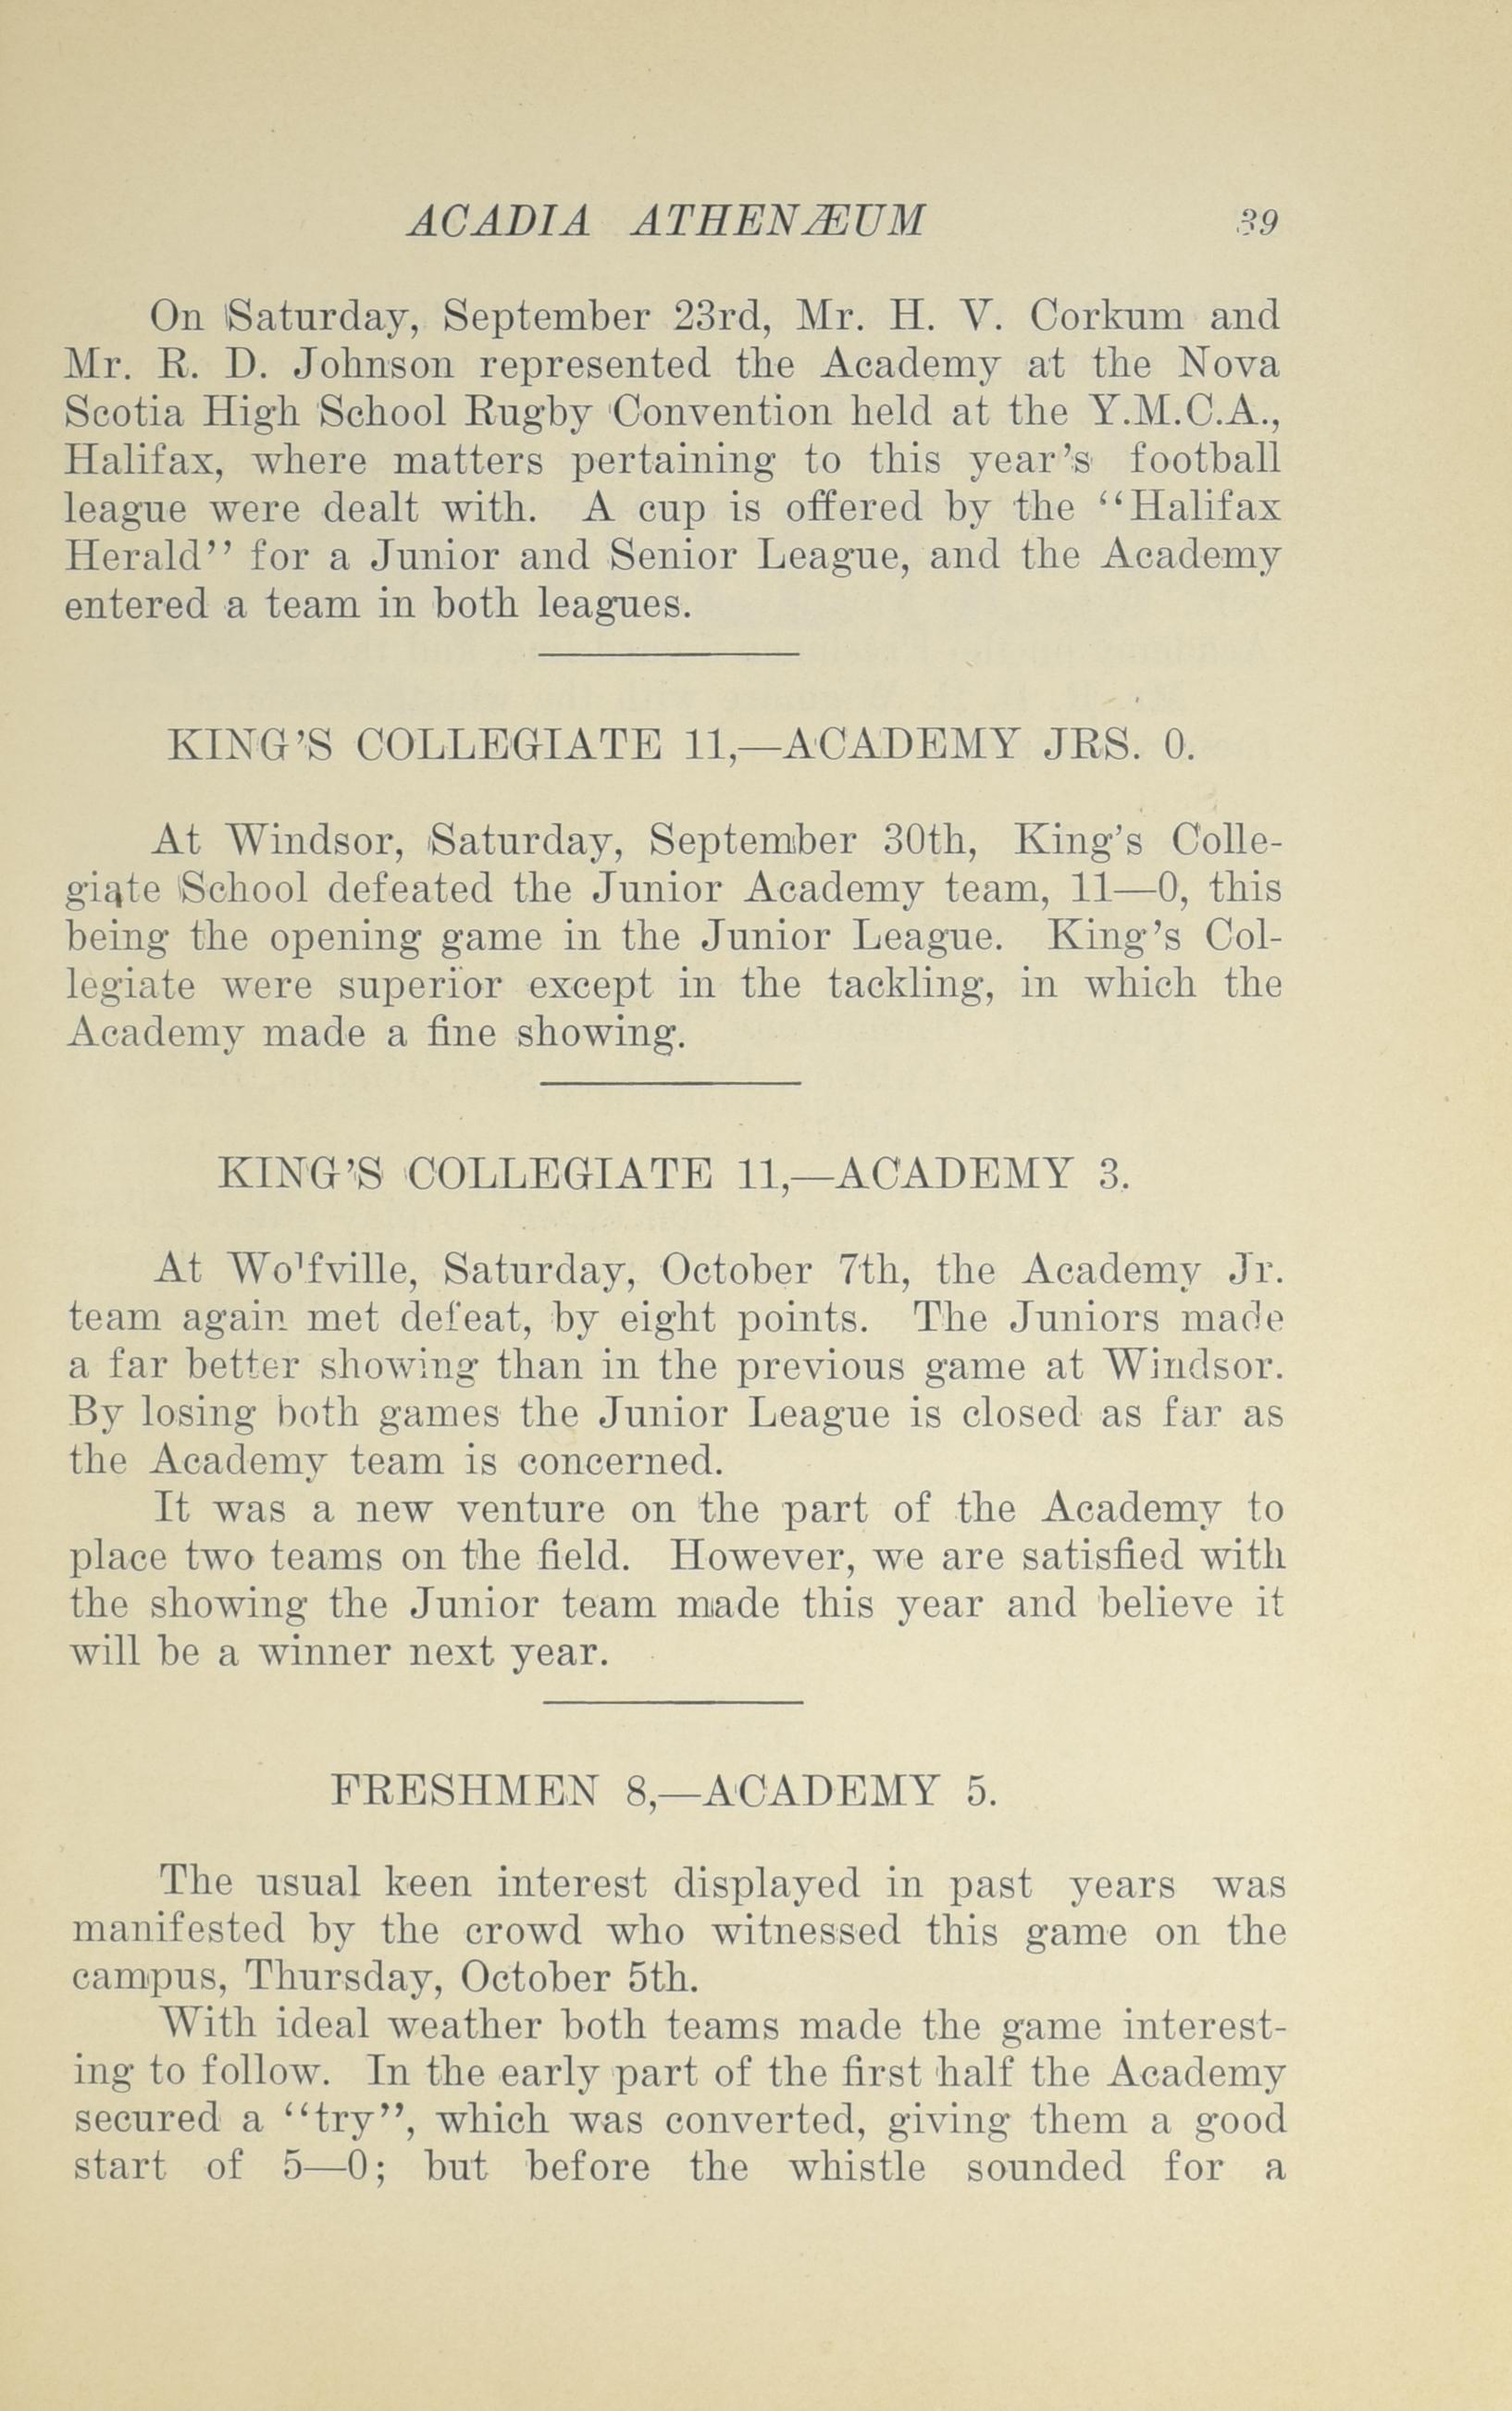 ACADIA ATHENÆUM 39
On Saturday, September 23rd, Mr. H. V. Corkum and
Mr. R. D. Johnson represented the Academy at the Nova
Scotia High School Rugby Convention held at the Y.M.C.A.,
Halifax, where matters pertaining to this year's football
league were dealt with. A cup is offered by the "Halifax
Herald" for a Junior and Senior League, and the Academy
entered a team in both leagues.
KING'S COLLEGIATE 11,—ACADEMY JRS. 0.
At Windsor, Saturday, September 30th, King's Colle-
giate School defeated the Junior Academy team, 11—0, this
being the opening game in the Junior League. King's Col-
legiate were superior except in the tackling, in which the
Academy made a fine showing.
KING'S COLLEGIATE 11,—ACADEMY 3.
At Wolfville, Saturday, October 7th, the Academy Jr.
team again met defeat, by eight points. The Juniors made
a far better showing than in the previous game at Windsor.
By losing both games the Junior League is closed as far as
the Academy team is concerned.
It was a new venture on the part of the Academy to
place two teams on the field. However, we are satisfied with
the showing the Junior team made this year and believe it
will be a winner next year.
FRESHMEN 8,—ACADEMY 5.
The usual keen interest displayed in past years was
manifested by the crowd who witnessed this game on the
campus, Thursday, October 5th.
With ideal weather both teams made the game interest-
ing to follow. In the early part of the first half the Academy
secured a "try", which was converted, giving them a good
start of 5—0; but before the whistle sounded for a